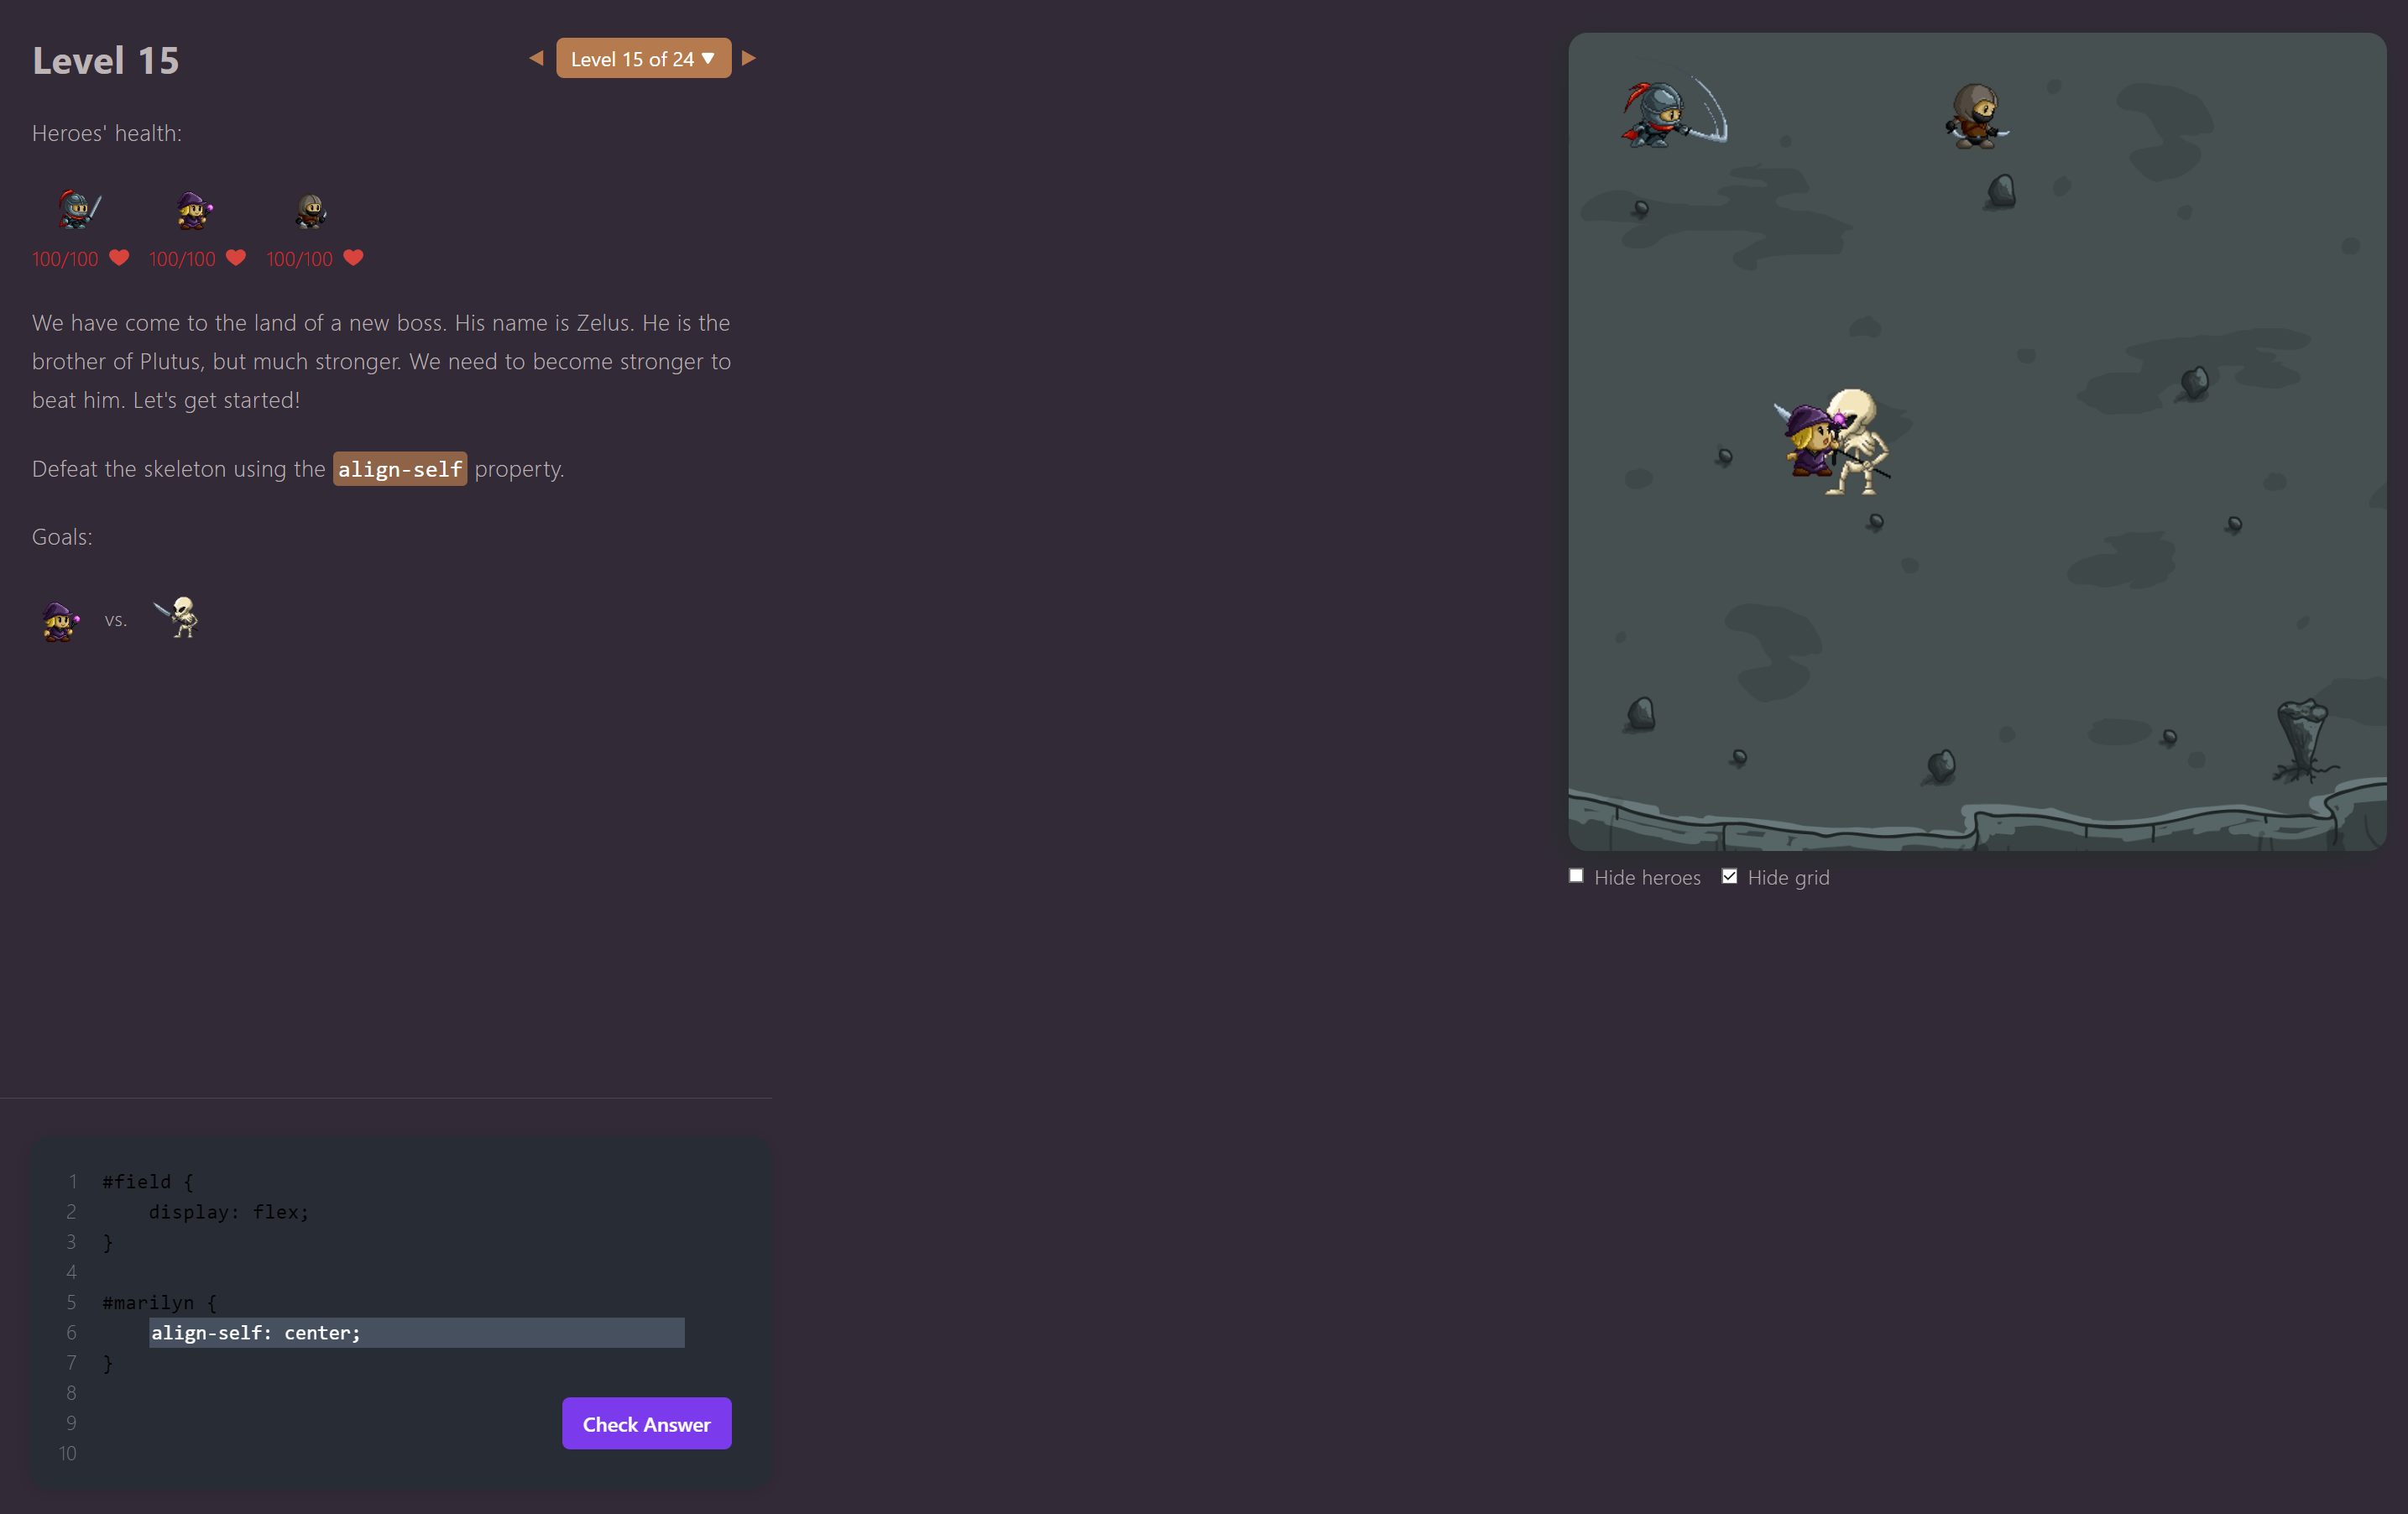 Level 15
Level 15 of 24 ▼
Heroes' health:
100/100 100/100 100/100
We have come to the land of a new boss. His name is Zelus. He is the
brother of Plutus, but much stronger. We need to become stronger to
beat him. Let's get started!
Defeat the skeleton using the align-self property.
Goals:
vs.
1 #field {
2 display: flex;
3 }
4
5 #marilyn {
6 align-self: center;
7 }
8
9
10
Check Answer
Hide heroes Hide grid